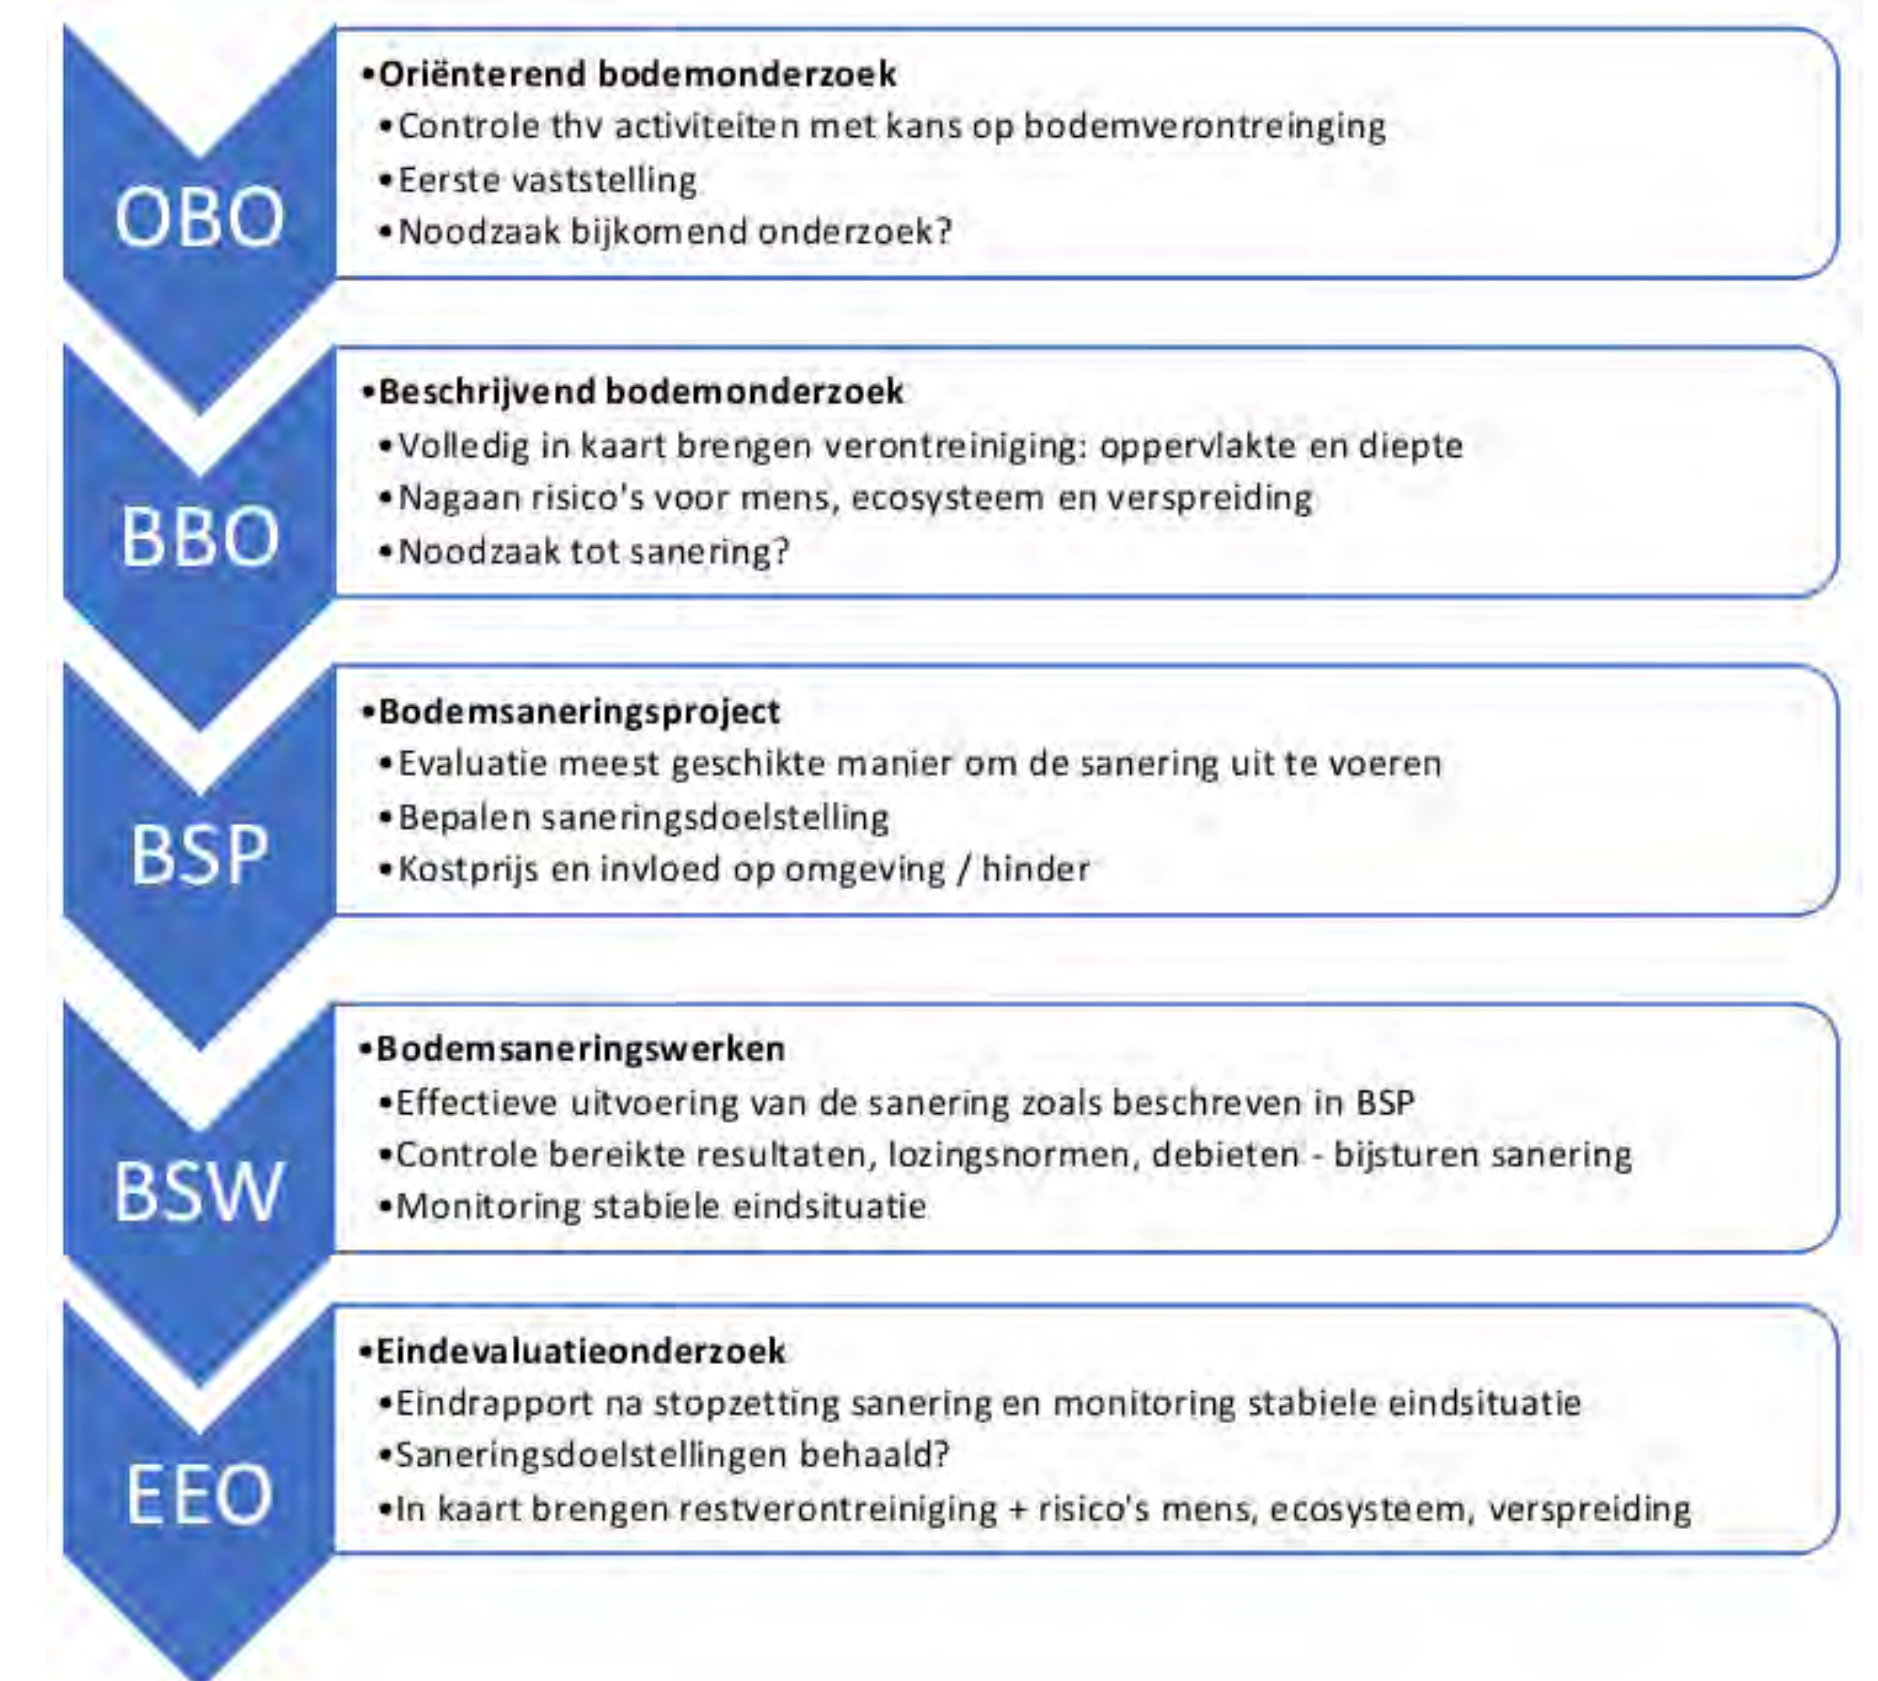 OBO
•Oriënterend bodemonderzoek
•Controle thv activiteiten met kans op bodemverontreinging
•Eerste vaststelling
•Noodzaak bijkomend onderzoek?
BBO
•Beschrijvend bodemonderzoek
•Volledig in kaart brengen verontreiniging: oppervlakte en diepte
•Nagaan risico's voor mens, ecosysteem en verspreiding
•Noodzaak tot sanering?
BSP
•Bodemsaneringsproject
•Evaluatie meest geschikte manier om de sanering uit te voeren
•Bepalen saneringsdoelstelling
•Kostprijs en invloed op omgeving / hinder
BSW
•Bodemsaneringswerken
•Effectieve uitvoering van de sanering zoals beschreven in BSP
•Controle bereikte resultaten, lozingsnormen, debieten - bijsturen sanering
•Monitoring stabiele eindsituatie
EEO
•Eindevaluatieonderzoek
•Eindrapport na stopzetting sanering en monitoring stabiele eindsituatie
•Saneringsdoelstellingen behaald?
•In kaart brengen restverontreiniging + risico's mens, ecosysteem, verspreiding